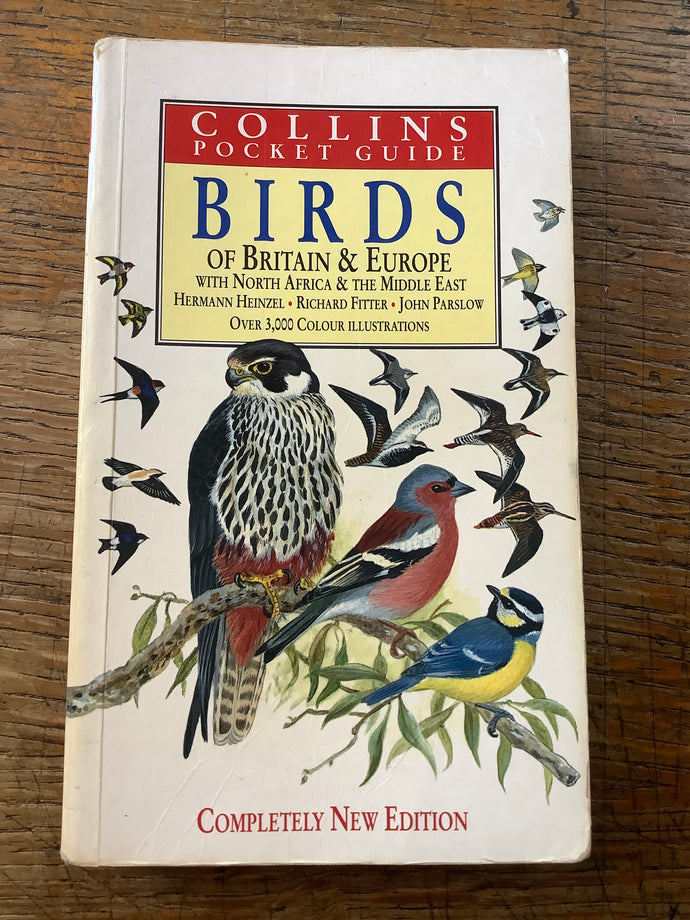 COLLINS
POCKET GUIDE
BIRDS
OF BRITAIN & EUROPE
WITH NORTH AFRICA & THE MIDDLE EAST
HERMANN HEINZEL • RICHARD FITTER • JOHN PARSLOW
OVER 3,000 COLOUR ILLUSTRATIONS
COMPLETELY NEW EDITION